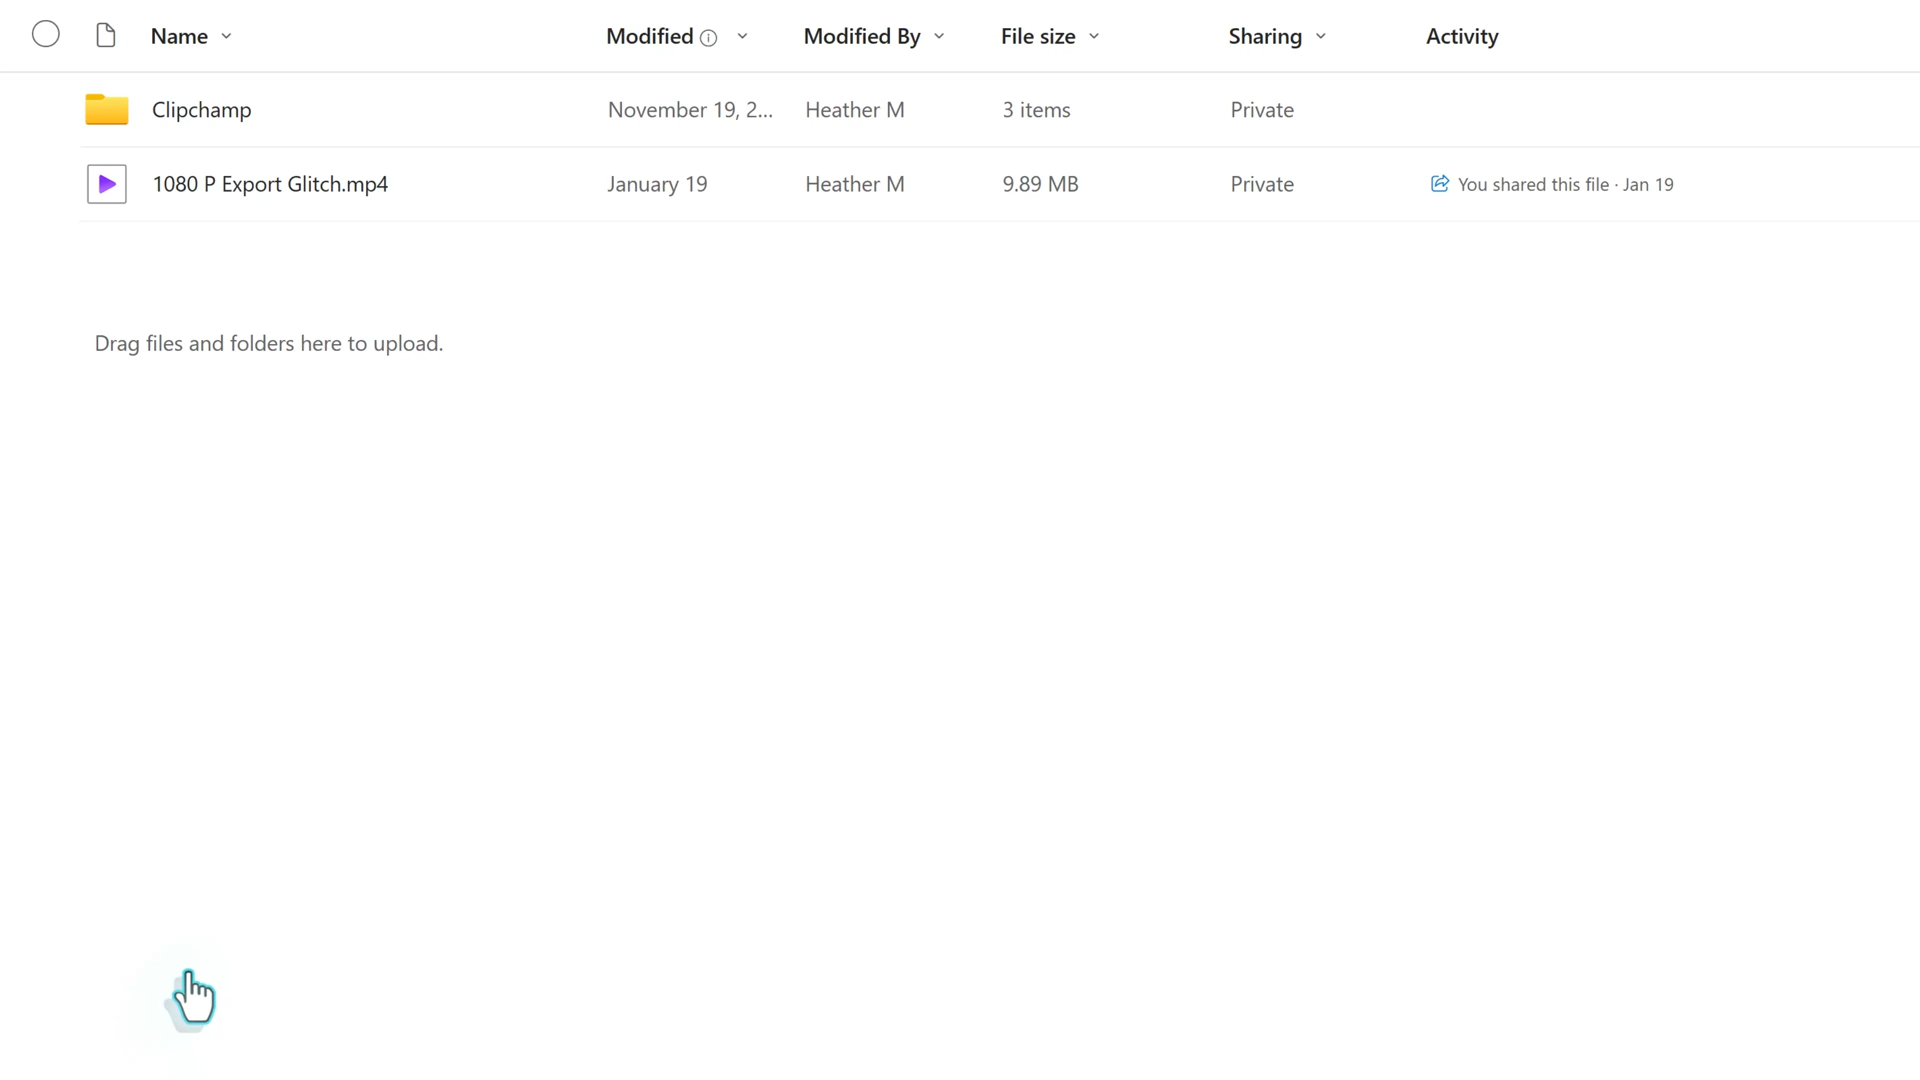 Name Modified Modified By File size Sharing Activity
Clipchamp November 19, 2... Heather M 3 items Private
1080 P Export Glitch.mp4 January 19 Heather M 9.89 MB Private You shared this file · Jan 19
Drag files and folders here to upload.